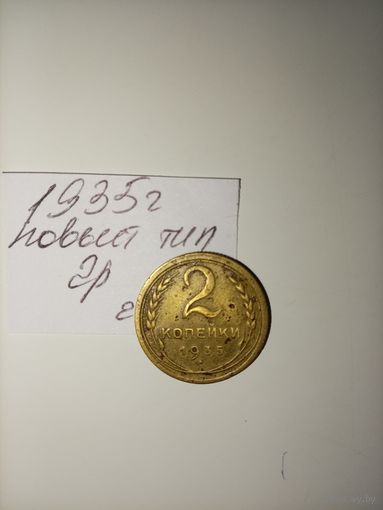 1935г
новый тип
2р
2
КОПЕЙКИ
1935